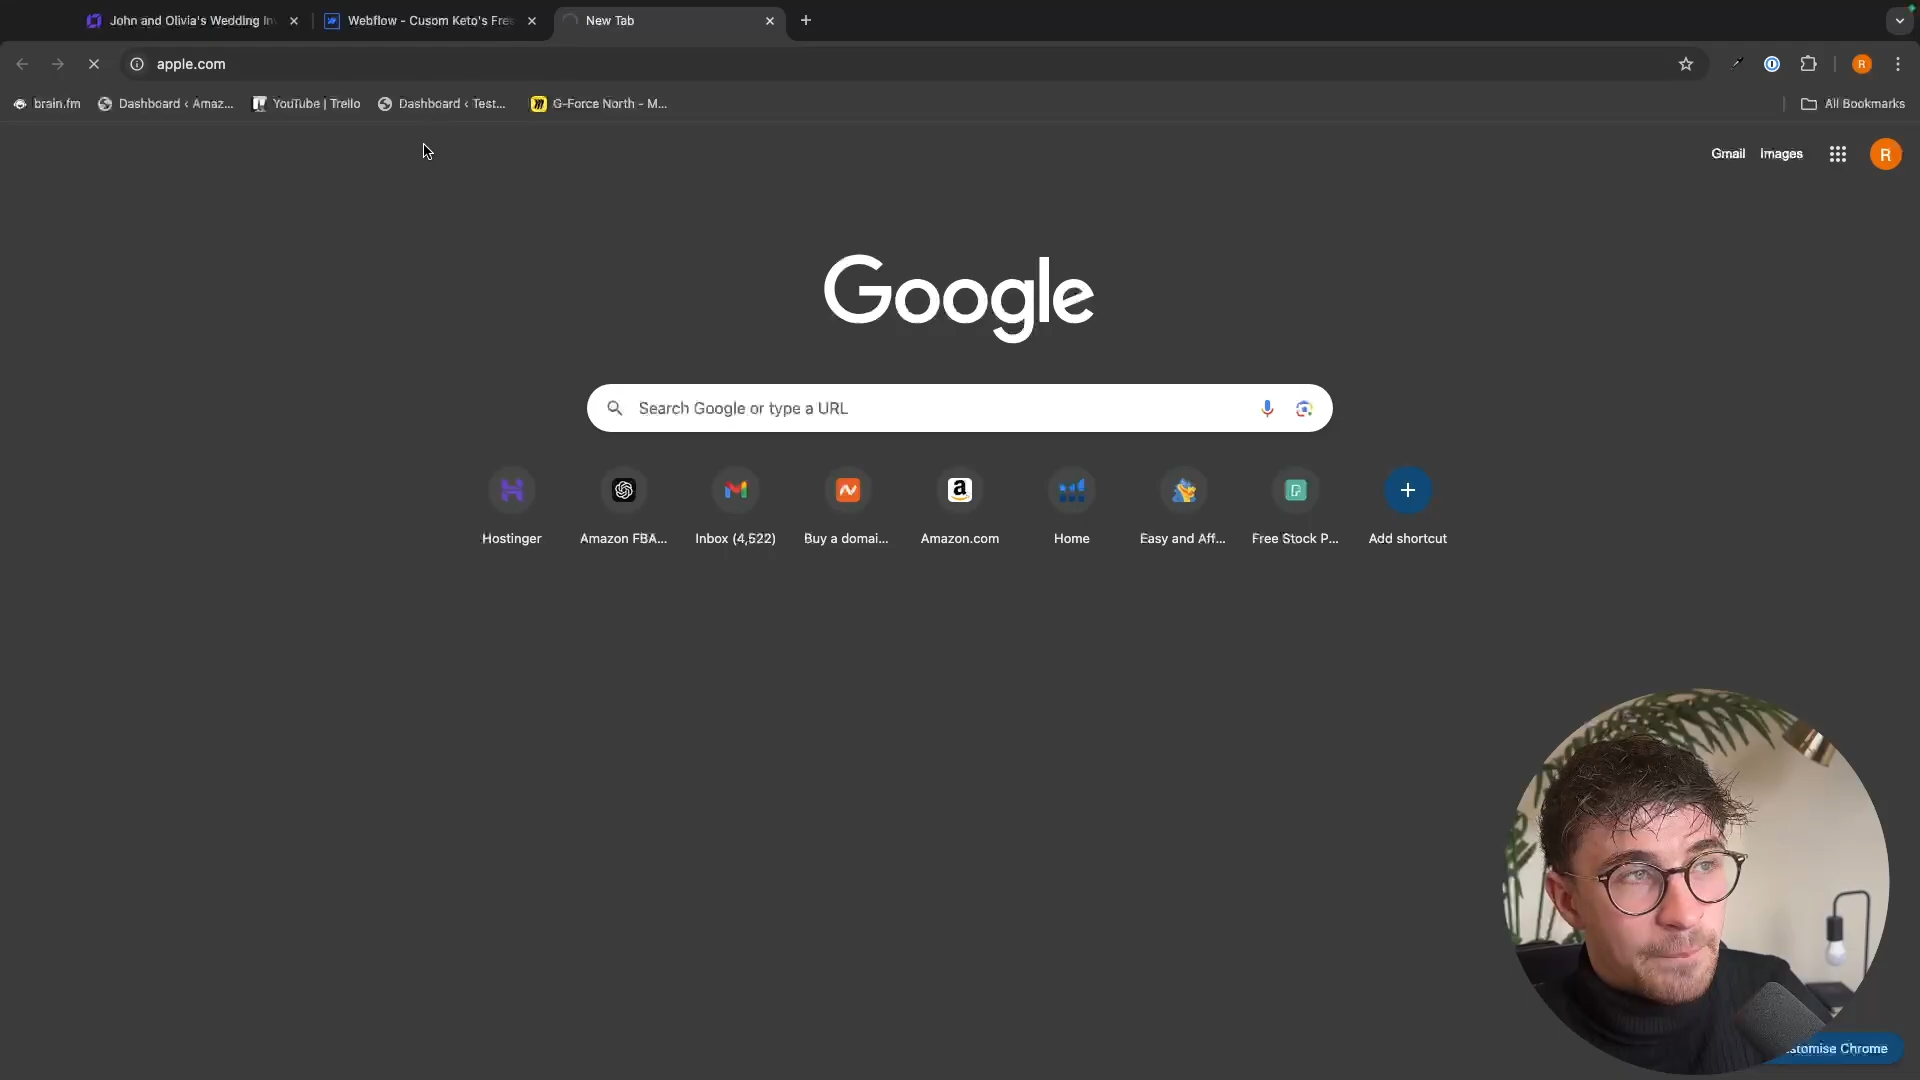 John and Olivia's Wedding In
Webflow - Cusom Keto's Free
New Tab
apple.com
brain.fm
Dashboard ‹ Amaz...
YouTube | Trello
Dashboard ‹ Test...
G-Force North - M...
All Bookmarks
Gmail
Images
R
Google
Search Google or type a URL
Hostinger
Amazon FBA...
Inbox (4,522)
Buy a domai...
Amazon.com
Home
Easy and Aff...
Free Stock P...
Add shortcut
stomise Chrome